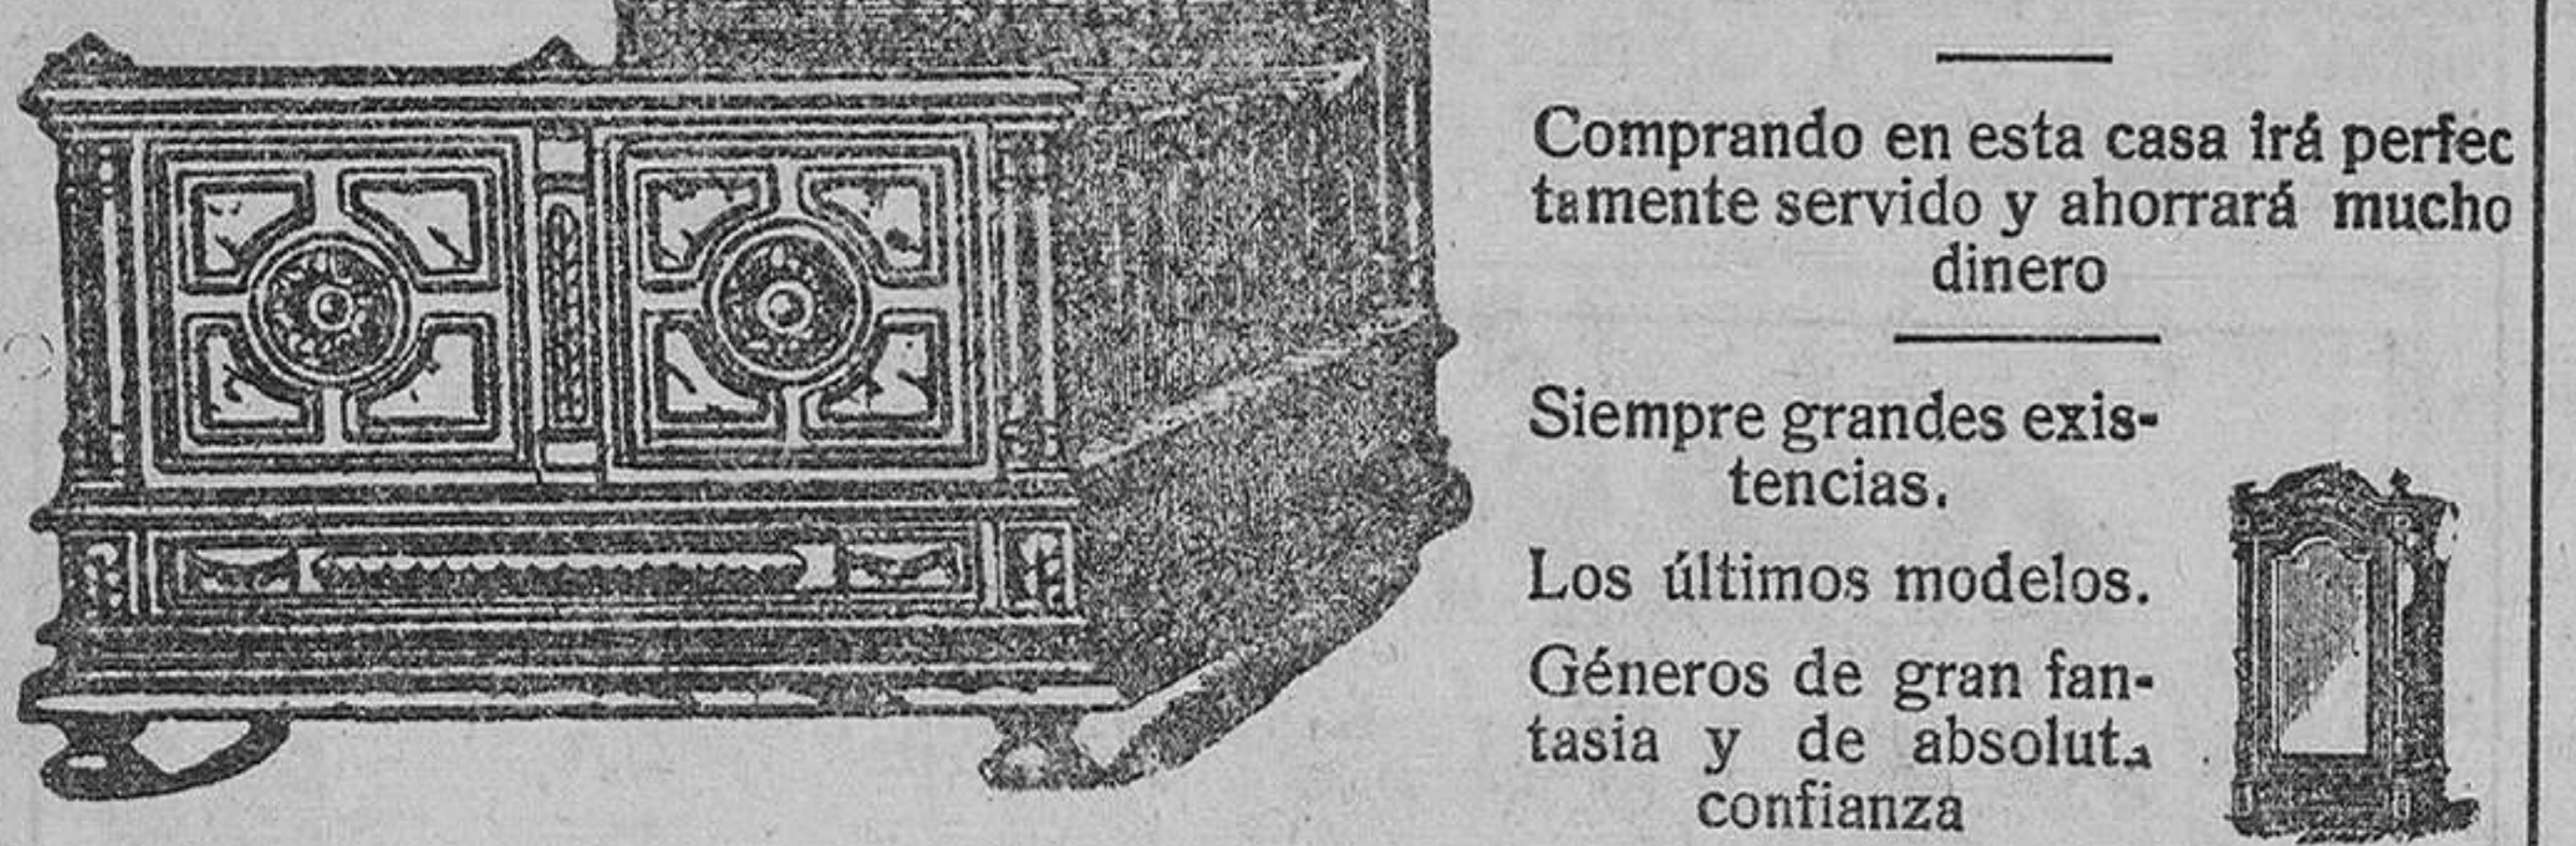 Comprando en esta casa irá perfec
tamente servido y ahorrará mucho
dinero
Siempre grandes exis-
tencias.
Los últimos modelos.
Géneros de gran fan-
tasia y de absoluta
confianza